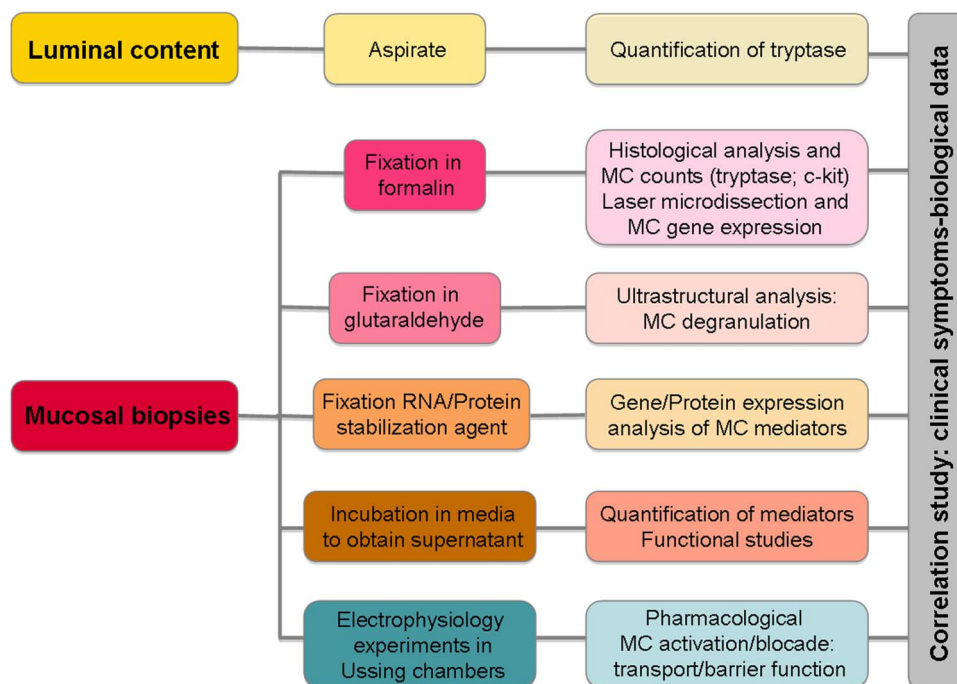 Luminal content
Aspirate
Quantification of tryptase
Fixation in
formalin
Histological analysis and
MC counts (tryptase; c-kit)
Laser microdissection and
MC gene expression
Fixation in
glutaraldehyde
Ultrastructural analysis:
MC degranulation
Mucosal biopsies
Fixation RNA/Protein
stabilization agent
Gene/Protein expression
analysis of MC mediators
Incubation in media
to obtain supernatant
Quantification of mediators
Functional studies
Electrophysiology
experiments in
Ussing chambers
Pharmacological
MC activation/blocade:
transport/barrier function
Correlation study: clinical symptoms-biological data